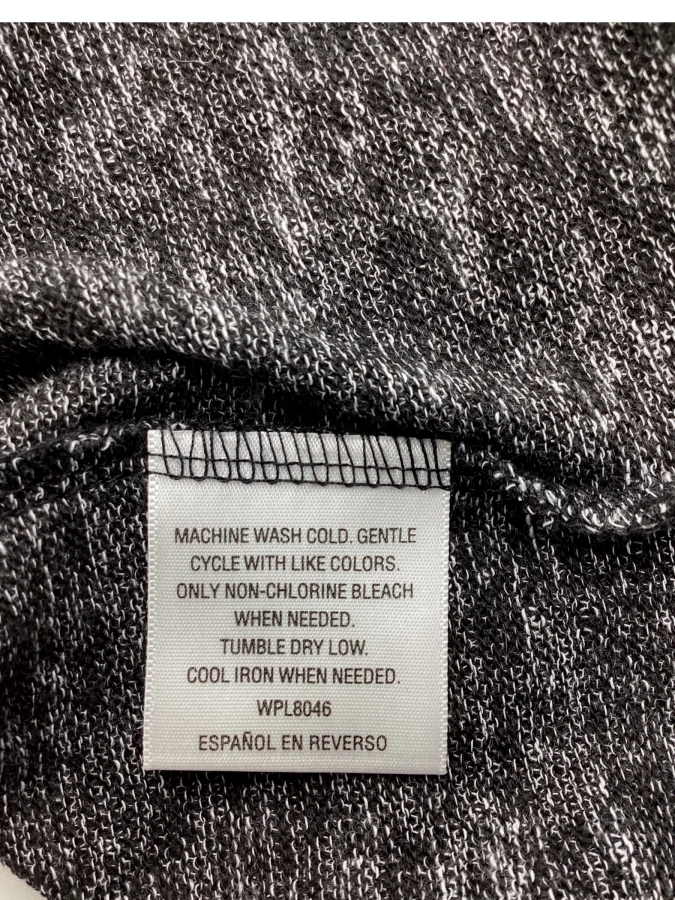 MACHINE WASH COLD. GENTLE
CYCLE WITH LIKE COLORS.
ONLY NON-CHLORINE BLEACH
WHEN NEEDED.
TUMBLE DRY LOW.
COOL IRON WHEN NEEDED.
WPL8046
ESPAÑOL EN REVERSO